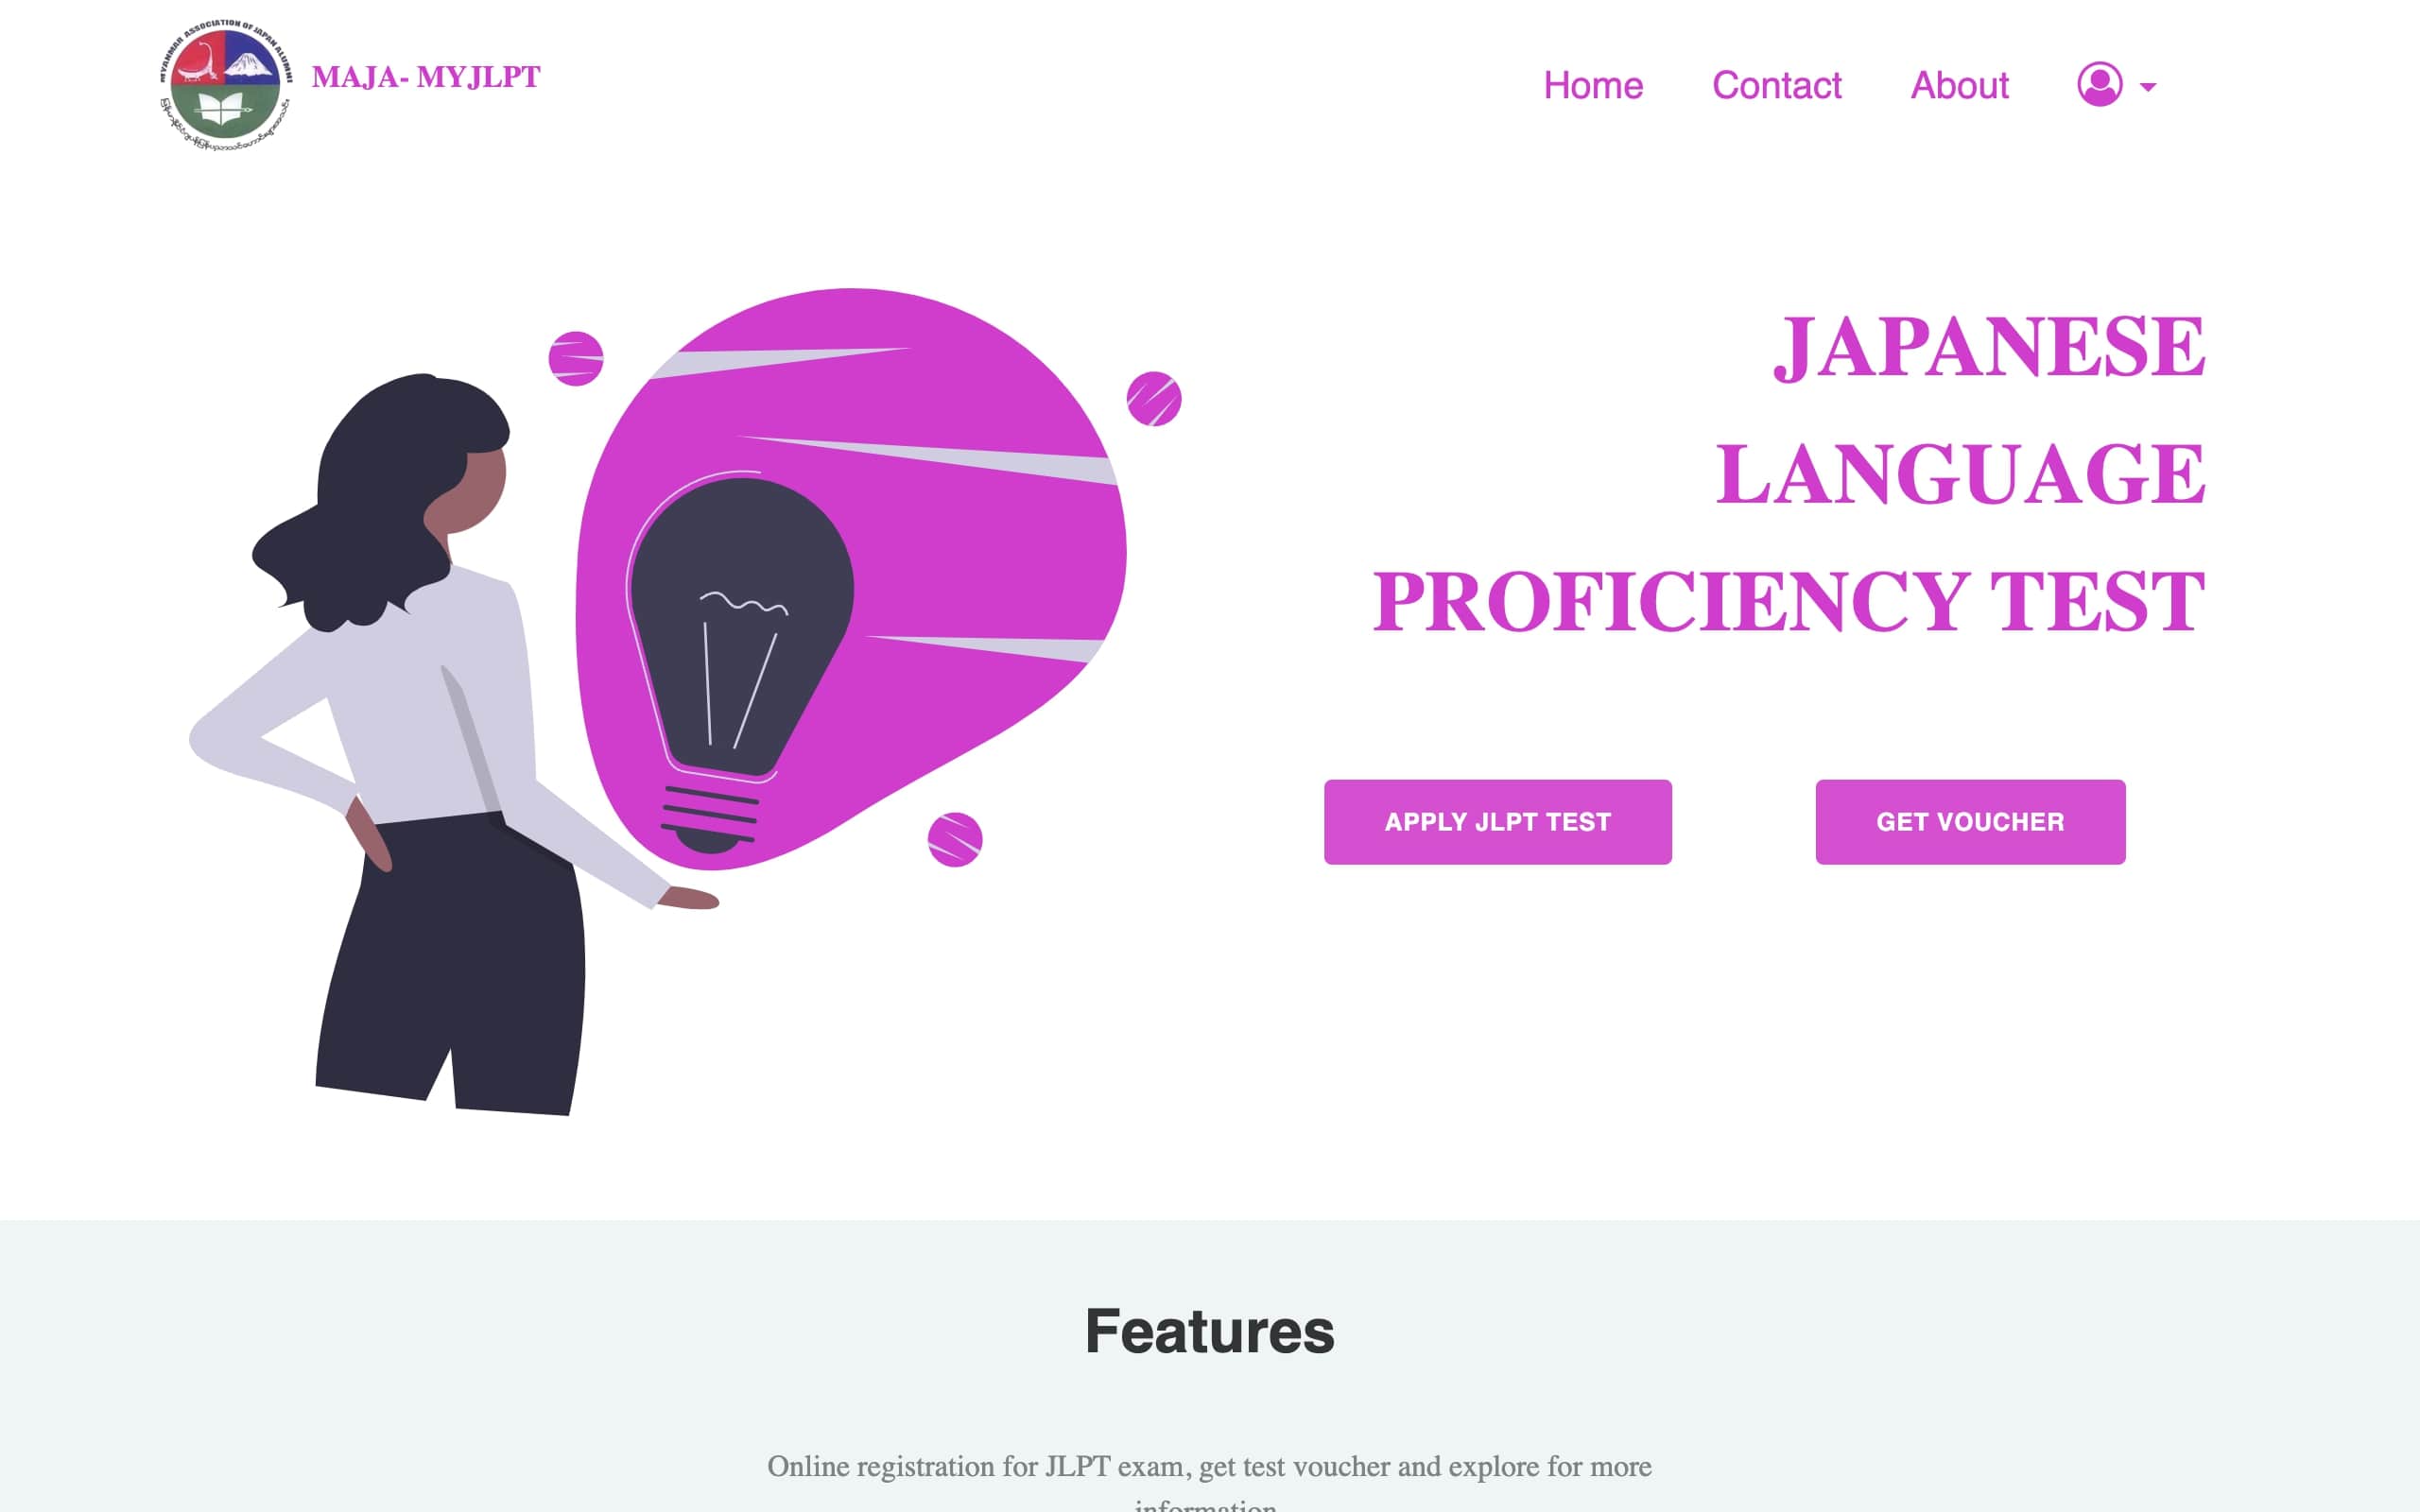 MYANMAR ASSOCIATION OF JAPAN ALUMNI
MAJA- MYJLPT
Home
Contact
About
JAPANESE
LANGUAGE
PROFICIENCY TEST
APPLY JLPT TEST
GET VOUCHER
Features
Online registration for JLPT exam, get test voucher and explore for more
information